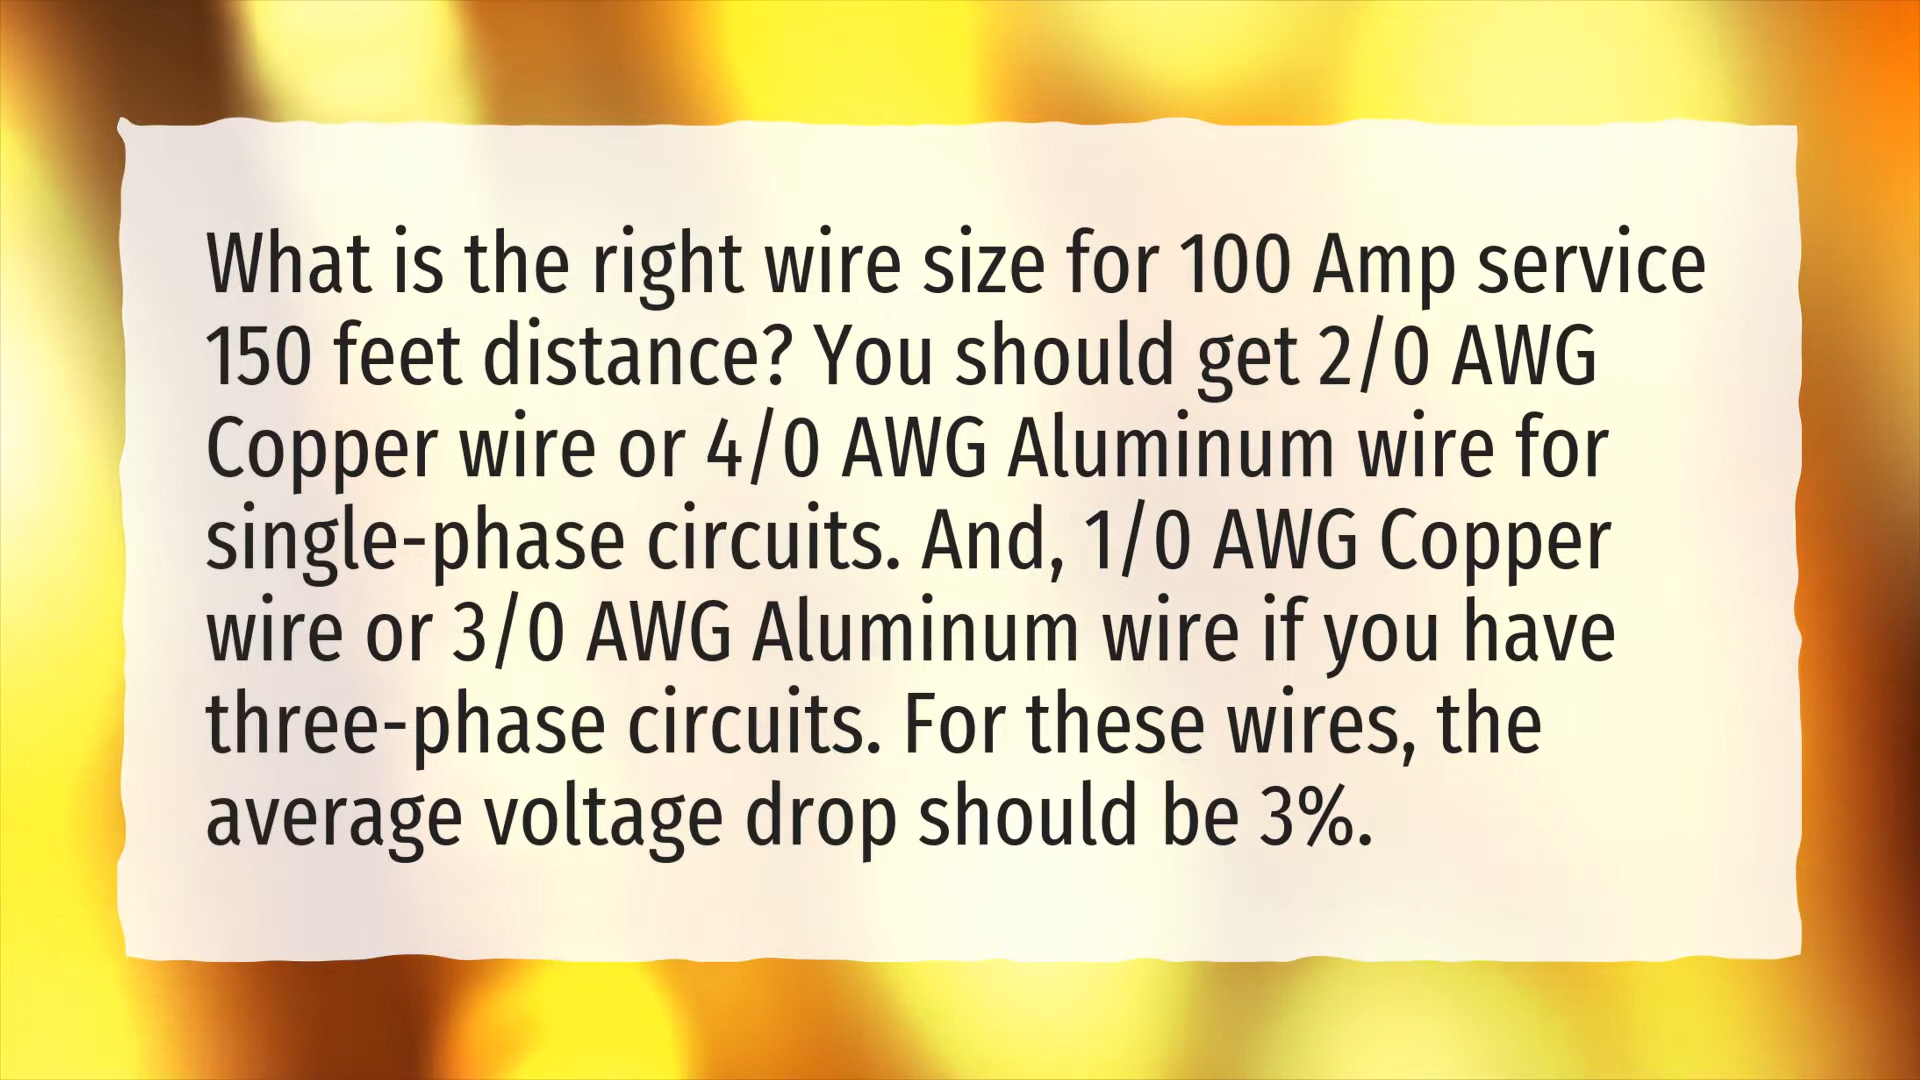 What is the right wire size for 100 Amp service
150 feet distance? You should get 2/0 AWG
Copper wire or 4/0 AWG Aluminum wire for
single-phase circuits. And, 1/0 AWG Copper
wire or 3/0 AWG Aluminum wire if you have
three-phase circuits. For these wires, the
average voltage drop should be 3%.